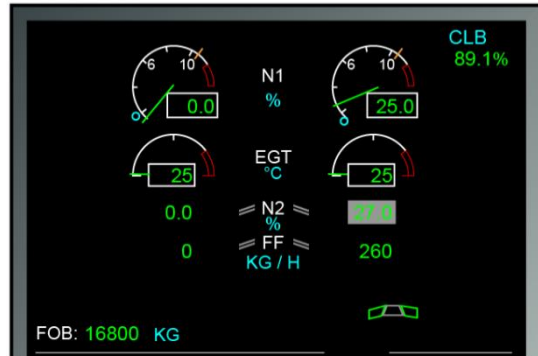 CLB
89.1%
6 10 N1 6 10
0.0 % 25.0
EGT
25 °C 25
0.0 N2 27.0
%
0 FF 260
KG / H
FOB: 16800 KG